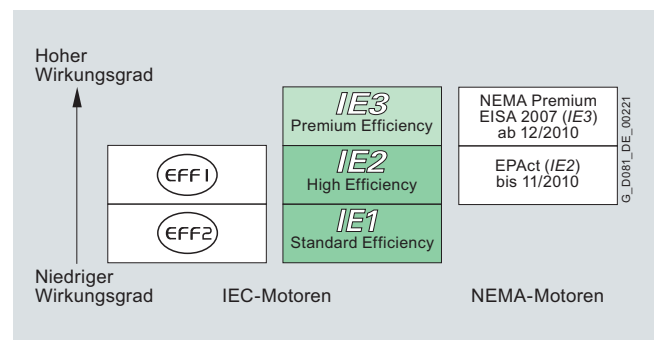 Hoher
Wirkungsgrad
IE3
Premium Efficiency
NEMA Premium
EISA 2007 (IE3)
ab 12/2010
EFF1
IE2
High Efficiency
EPAct (IE2)
bis 11/2010
EFF2
IE1
Standard Efficiency
Niedriger
Wirkungsgrad
IEC-Motoren
NEMA-Motoren
G_D081_DE_00221